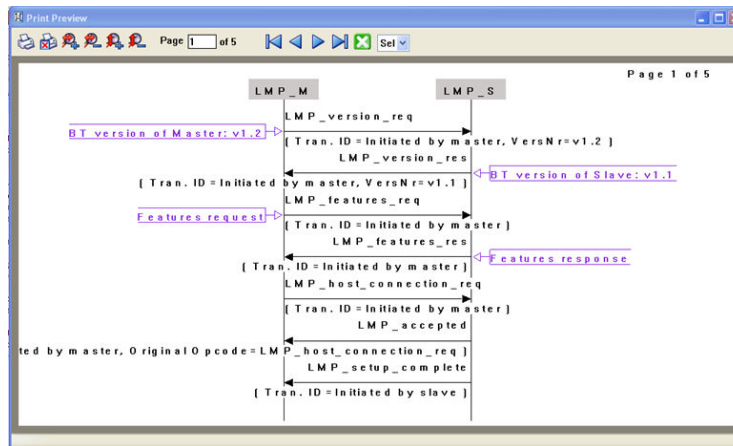 Print Preview
Page 1 of 5 Sel
Page 1 of 5
LMP_M LMP_S
LMP_version_req
BT version of Master: v1.2
( Tran. ID=Initiated by master, VersNr=v1.2 )
LMP_version_res
BT version of Slave: v1.1
( Tran. ID=Initiated by master, VersNr=v1.1 )
LMP_features_req
Features request
( Tran. ID=Initiated by master )
LMP_features_res
Features response
( Tran. ID=Initiated by master )
LMP_host_connection_req
( Tran. ID=Initiated by master )
LMP_accepted
ted by master, OriginalOpcode=LMP_host_connection_req )
LMP_setup_complete
( Tran. ID=Initiated by slave )